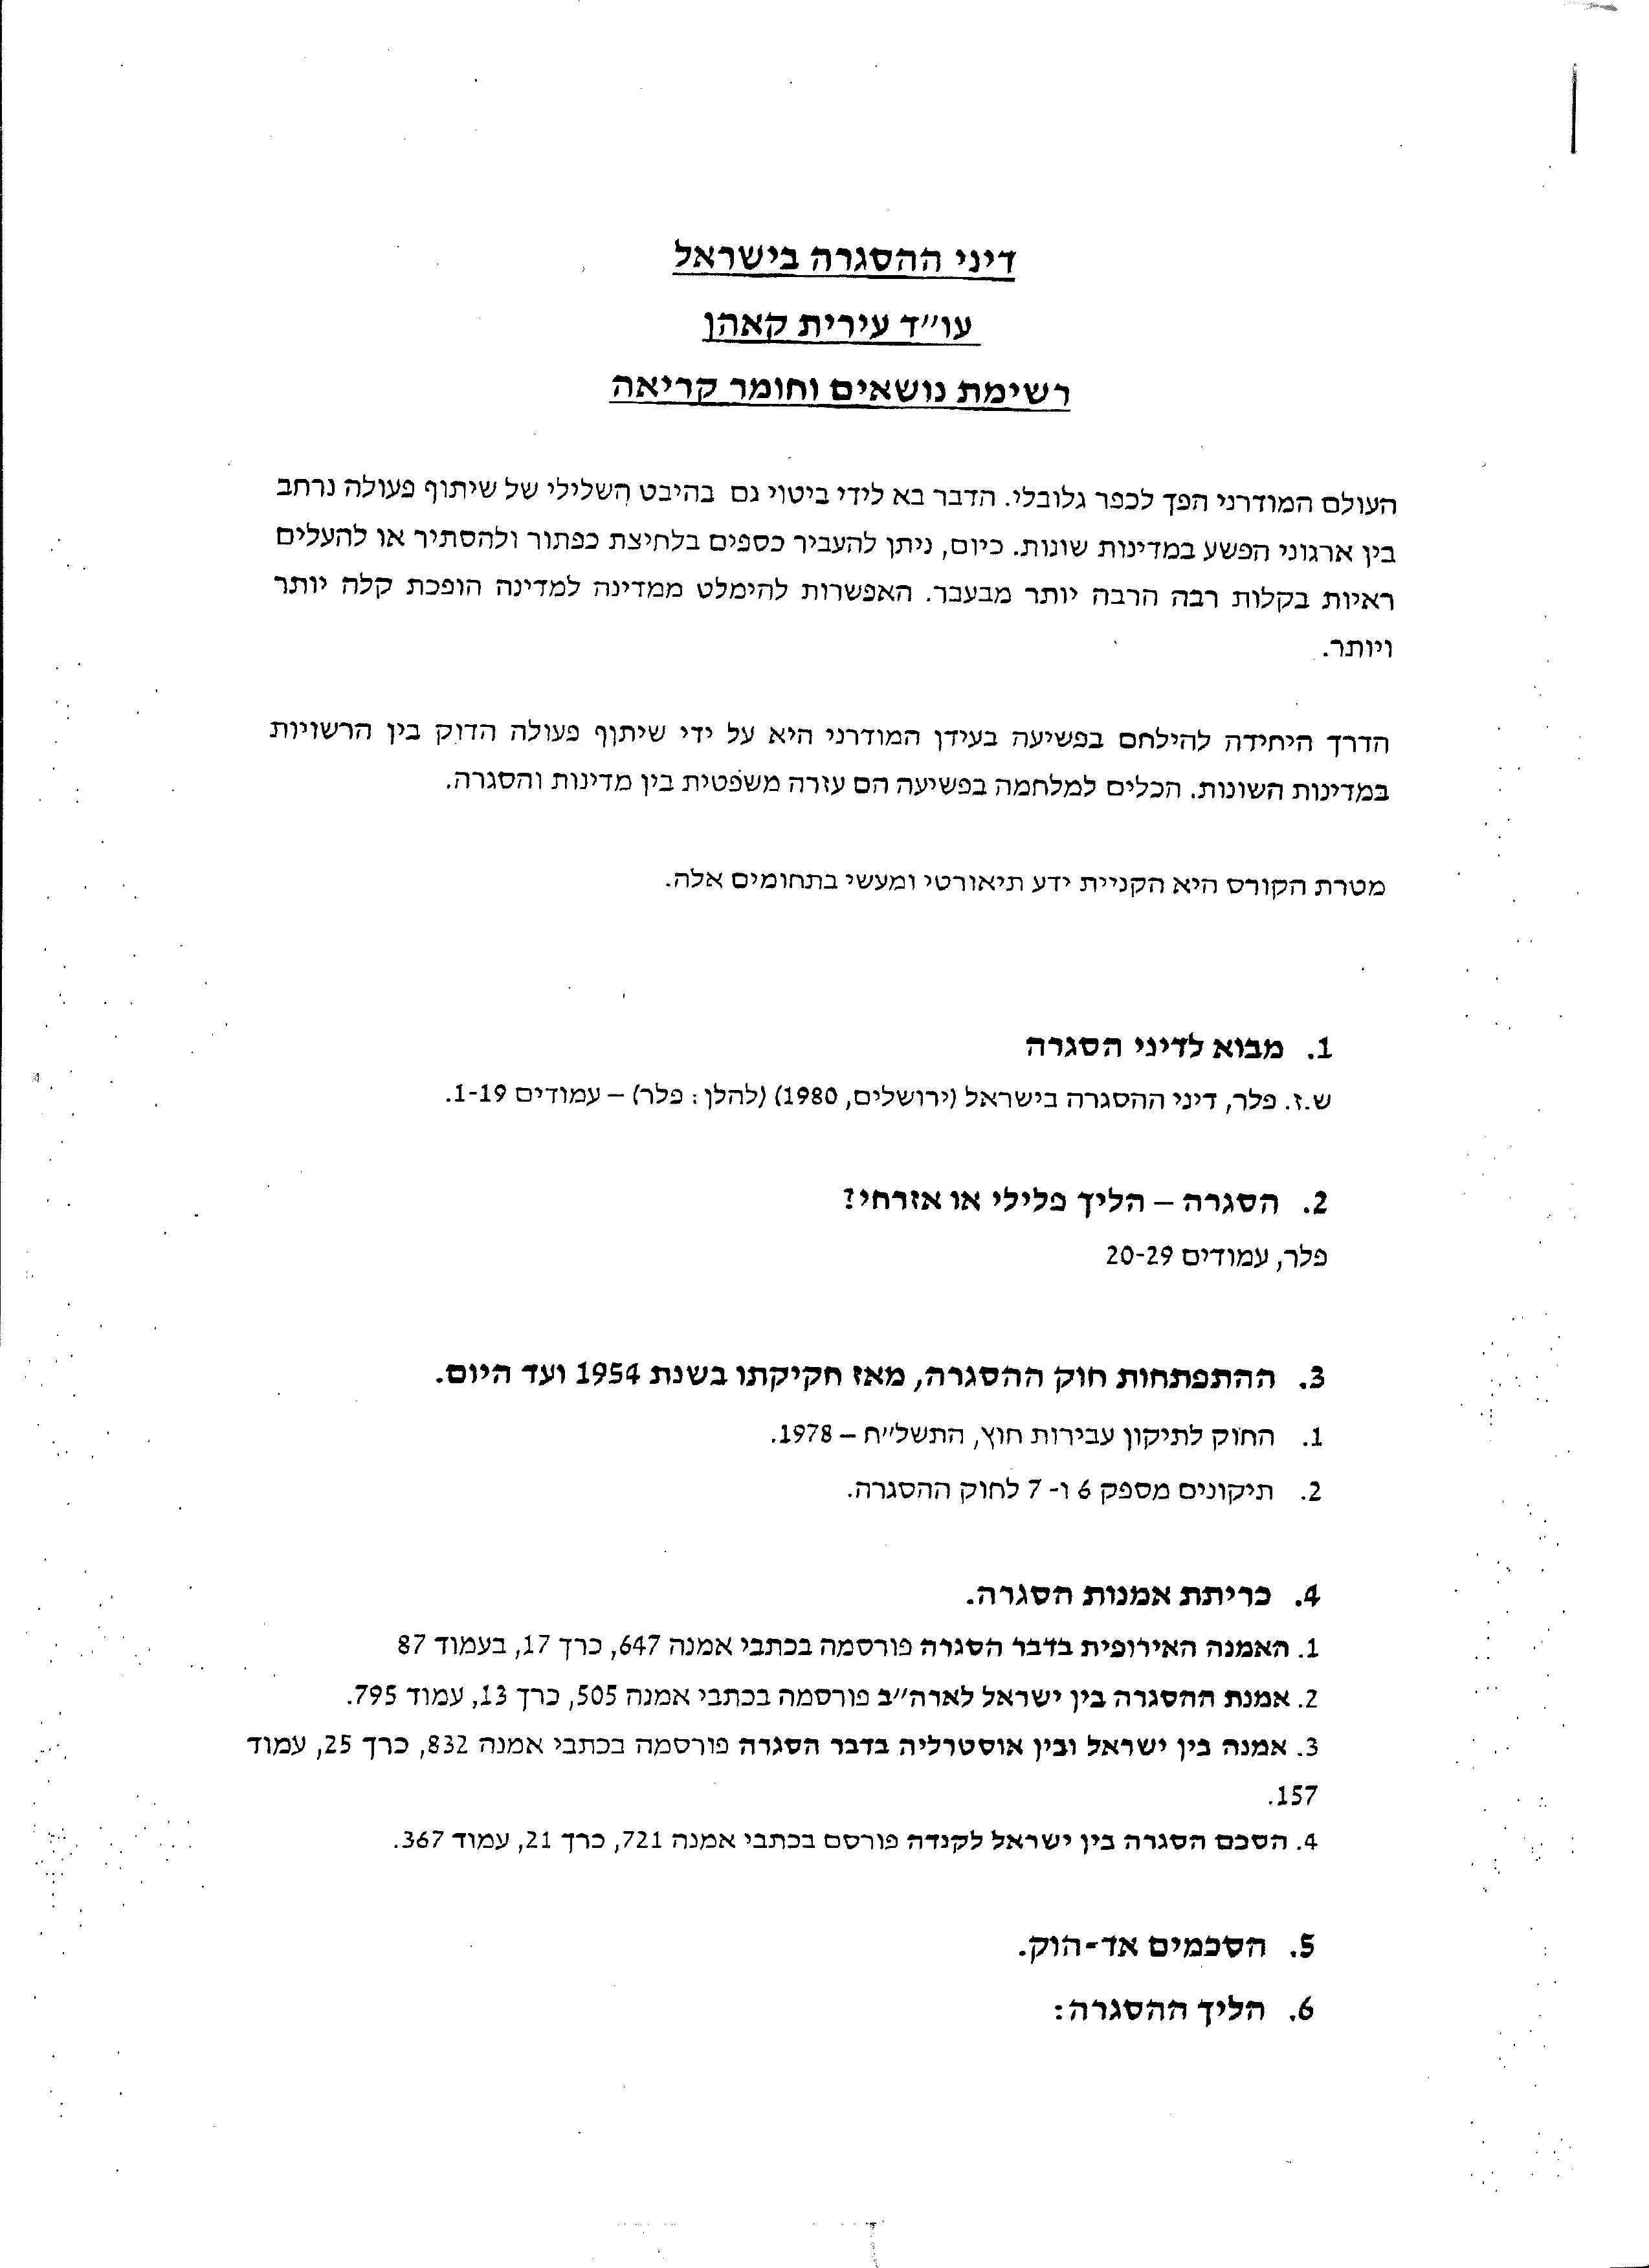 דיני ההסגרה בישראל
עו"ד עירית קאהן
רשימת נושאים וחומר קריאה
העולם המודרני הפך לכפר גלובלי. הדבר בא לידי ביטוי גם בהיבט השלילי של שיתוף פעולה נרחב
בין ארגוני הפשע במדינות שונות. כיום, ניתן להעביר כספים בלחיצת כפתור ולהסתיר או להעלים
ראיות בקלות רבה הרבה יותר מבעבר. האפשרות להימלט ממדינה למדינה הופכת קלה יותר
ויותר.
הדרך היחידה להילחם בפשיעה בעידן המודרני היא על ידי שיתוף פעולה הדוק בין הרשויות
במדינות השונות. הכלים למלחמה בפשיעה הם עזרה משפטית בין מדינות והסגרה.
מטרת הקורס היא הקניית ידע תיאורטי ומעשי בתחומים אלה.
1. מבוא לדיני הסגרה
ש.ז. פלר, דיני ההסגרה בישראל (ירושלים, 1980) (להלן: פלר) – עמודים 1-19.
2. הסגרה – הליך פלילי או אזרחי?
פלר, עמודים 20-29
3. ההתפתחות חוק ההסגרה, מאז חקיקתו בשנת 1954 ועד היום.
1. החוק לתיקון עבירות חוץ, התשל"ח – 1978.
2. תיקונים מספק 6 ו- 7 לחוק ההסגרה.
4. כריתת אמנות הסגרה.
1. האמנה האירופית בדבר הסגרה פורסמה בכתבי אמנה 647, כרך 17, בעמוד 87
2. אמנת ההסגרה בין ישראל לארה"ב פורסמה בכתבי אמנה 505, כרך 13, עמוד 795.
3. אמנה בין ישראל ובין אוסטרליה בדבר הסגרה פורסמה בכתבי אמנה 832, כרך 25, עמוד
157.
4. הסכם הסגרה בין ישראל לקנדה פורסם בכתבי אמנה 721, כרך 21, עמוד 367.
5. הסכמים אד-הוק.
6. הליך ההסגרה: